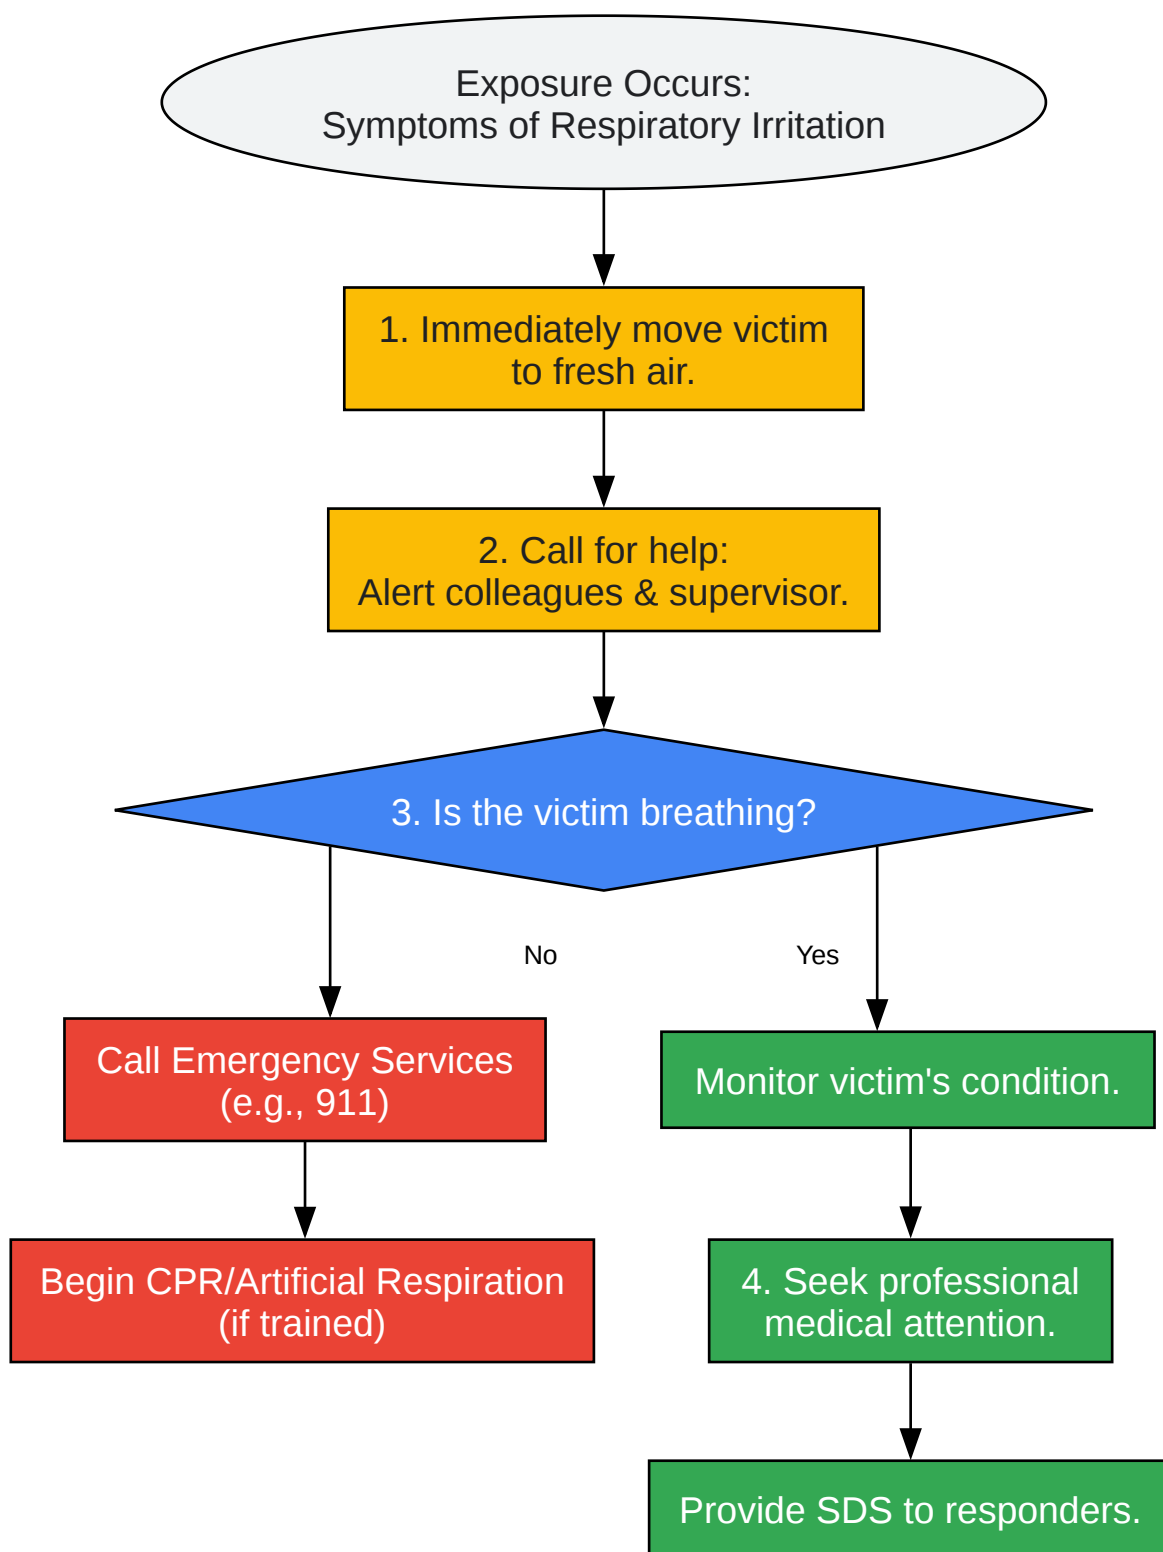 Exposure Occurs:
Symptoms of Respiratory Irritation
1. Immediately move victim
to fresh air.
2. Call for help:
Alert colleagues & supervisor.
3. Is the victim breathing?
No
Yes
Call Emergency Services
(e.g., 911)
Monitor victim's condition.
Begin CPR/Artificial Respiration
(if trained)
4. Seek professional
medical attention.
Provide SDS to responders.